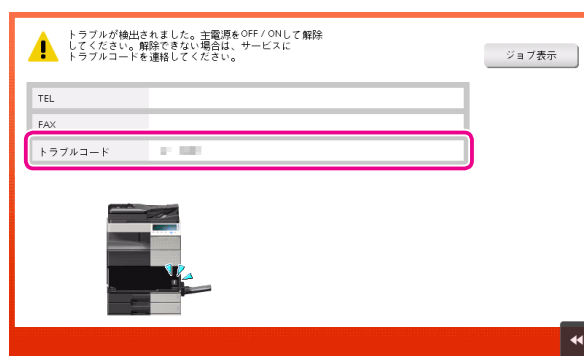 トラブルが検出されました。主電源をOFF / ONして解除
してください。解除できない場合は、サービスに
トラブルコードを連絡してください。
ジョブ表示
TEL
FAX
トラブルコード